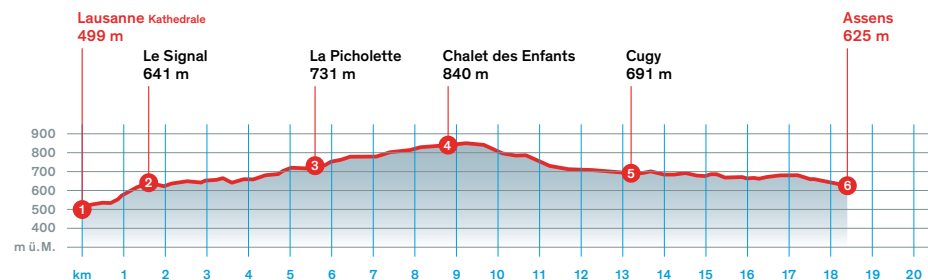 Lausanne Kathedrale
499 m
Assens
625 m
Le Signal
641 m
La Picholette
731 m
Chalet des Enfants
840 m
Cugy
691 m
900
800
700
600
500
400
m ü.M.
1
2
3
4
5
6
km 1 2 3 4 5 6 7 8 9 10 11 12 13 14 15 16 17 18 19 20